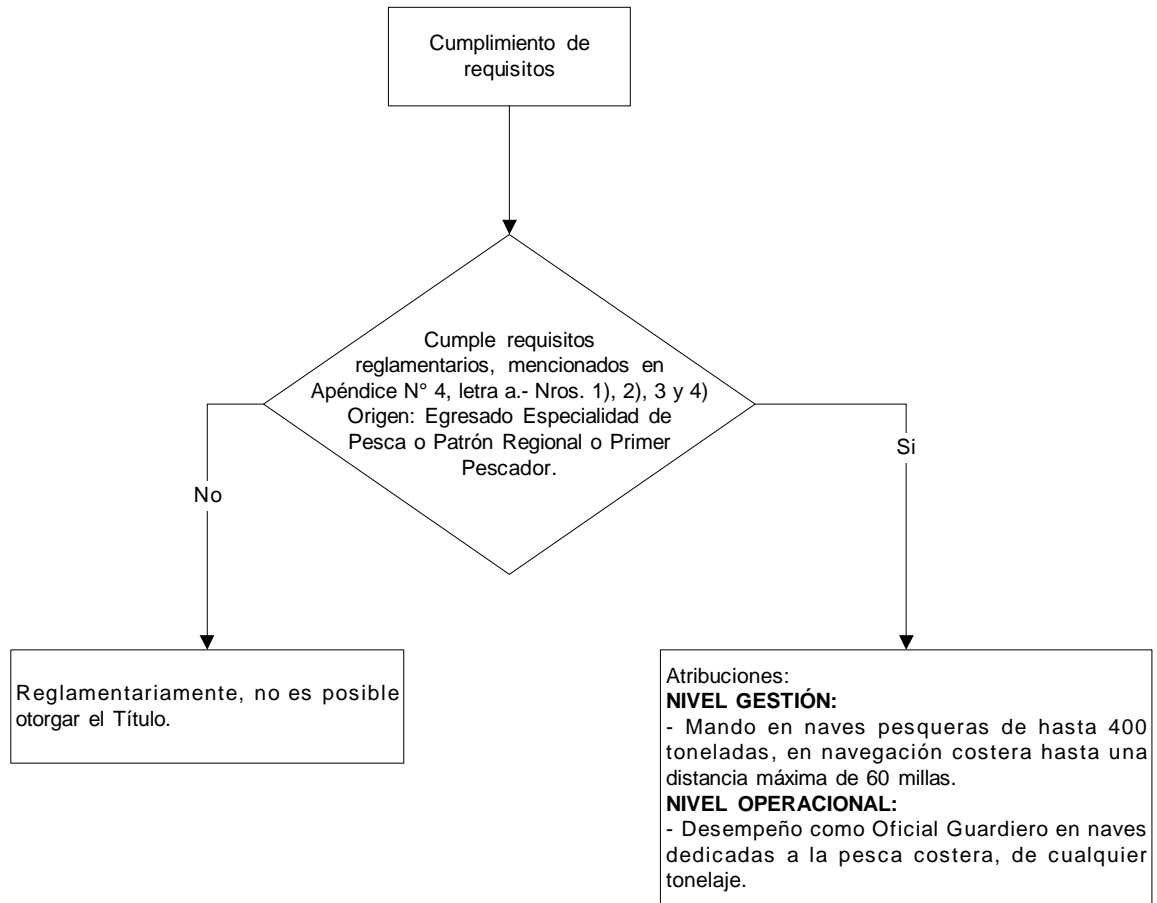 Cumplimiento de
requisitos
Cumple requisitos
reglamentarios, mencionados en
Apéndice N° 4, letra a.- Nros. 1), 2), 3 y 4)
Origen: Egresado Especialidad de
Pesca o Patrón Regional o Primer
Pescador.
No
Si
Reglamentariamente, no es posible
otorgar el Título.
Atribuciones:
NIVEL GESTIÓN:
- Mando en naves pesqueras de hasta 400
toneladas, en navegación costera hasta una
distancia máxima de 60 millas.
NIVEL OPERACIONAL:
- Desempeño como Oficial Guardiero en naves
dedicadas a la pesca costera, de cualquier
tonelaje.